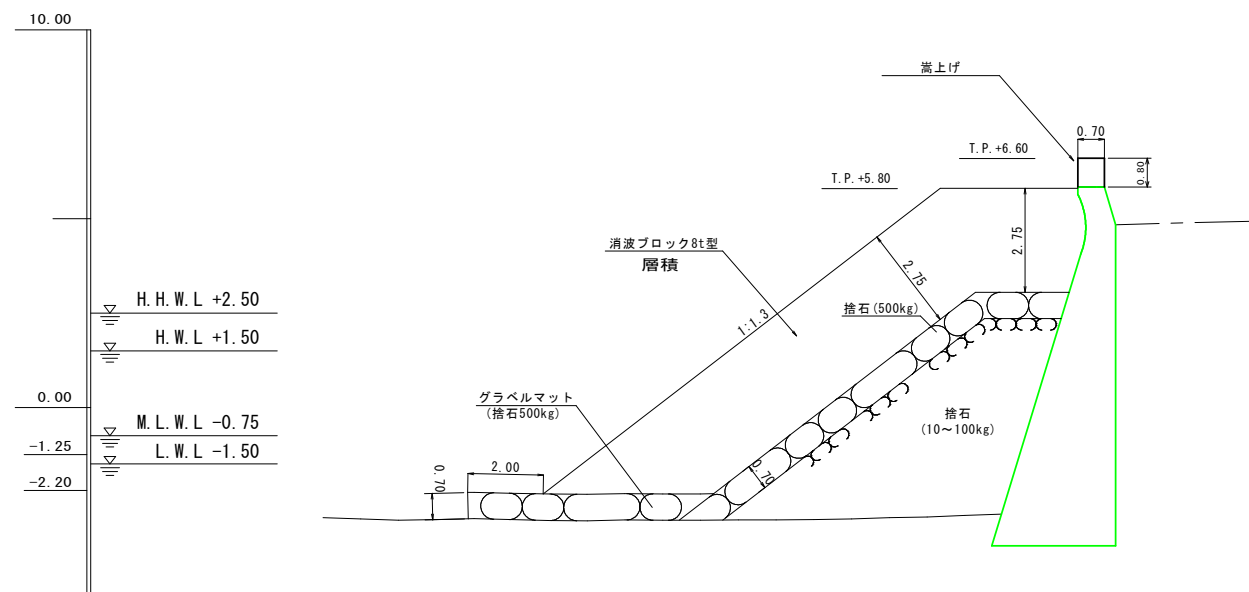 10.00
嵩上げ
0.70
T.P.+6.60
0.80
T.P.+5.80
消波ブロック8t型
層積
2.75
2.75
H.H.W.L +2.50
捨石(500kg)
1:1.3
H.W.L +1.50
グラベルマット
(捨石500kg)
0.00
捨石
(10～100kg)
M.L.W.L -0.75
-1.25
L.W.L -1.50
2.00
0.70
0.70
-2.20